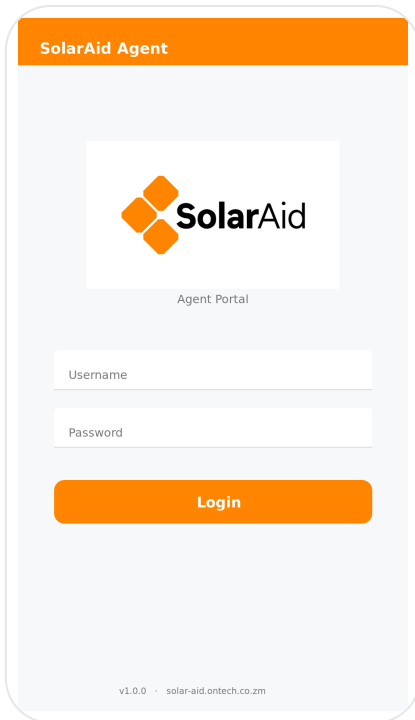 SolarAid Agent
SolarAid
Agent Portal
Username
Password
Login
v1.0.0 · solar-aid.ontech.co.zm